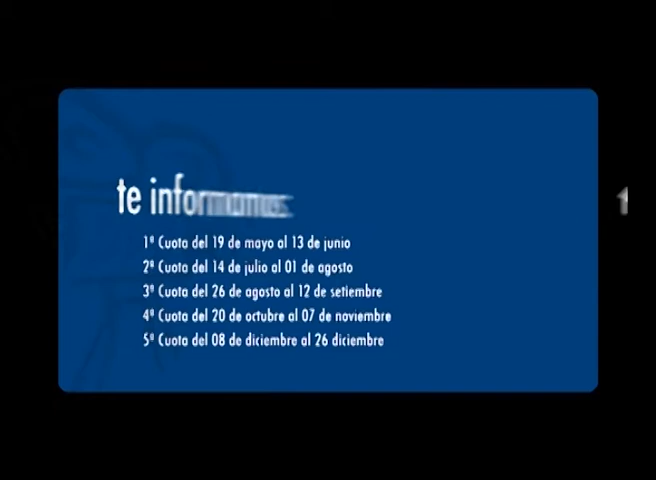 te informamos
1ª Cuota del 19 de mayo al 13 de junio
2ª Cuota del 14 de julio al 01 de agosto
3ª Cuota del 26 de agosto al 12 de setiembre
4ª Cuota del 20 de octubre al 07 de noviembre
5ª Cuota del 08 de diciembre al 26 diciembre